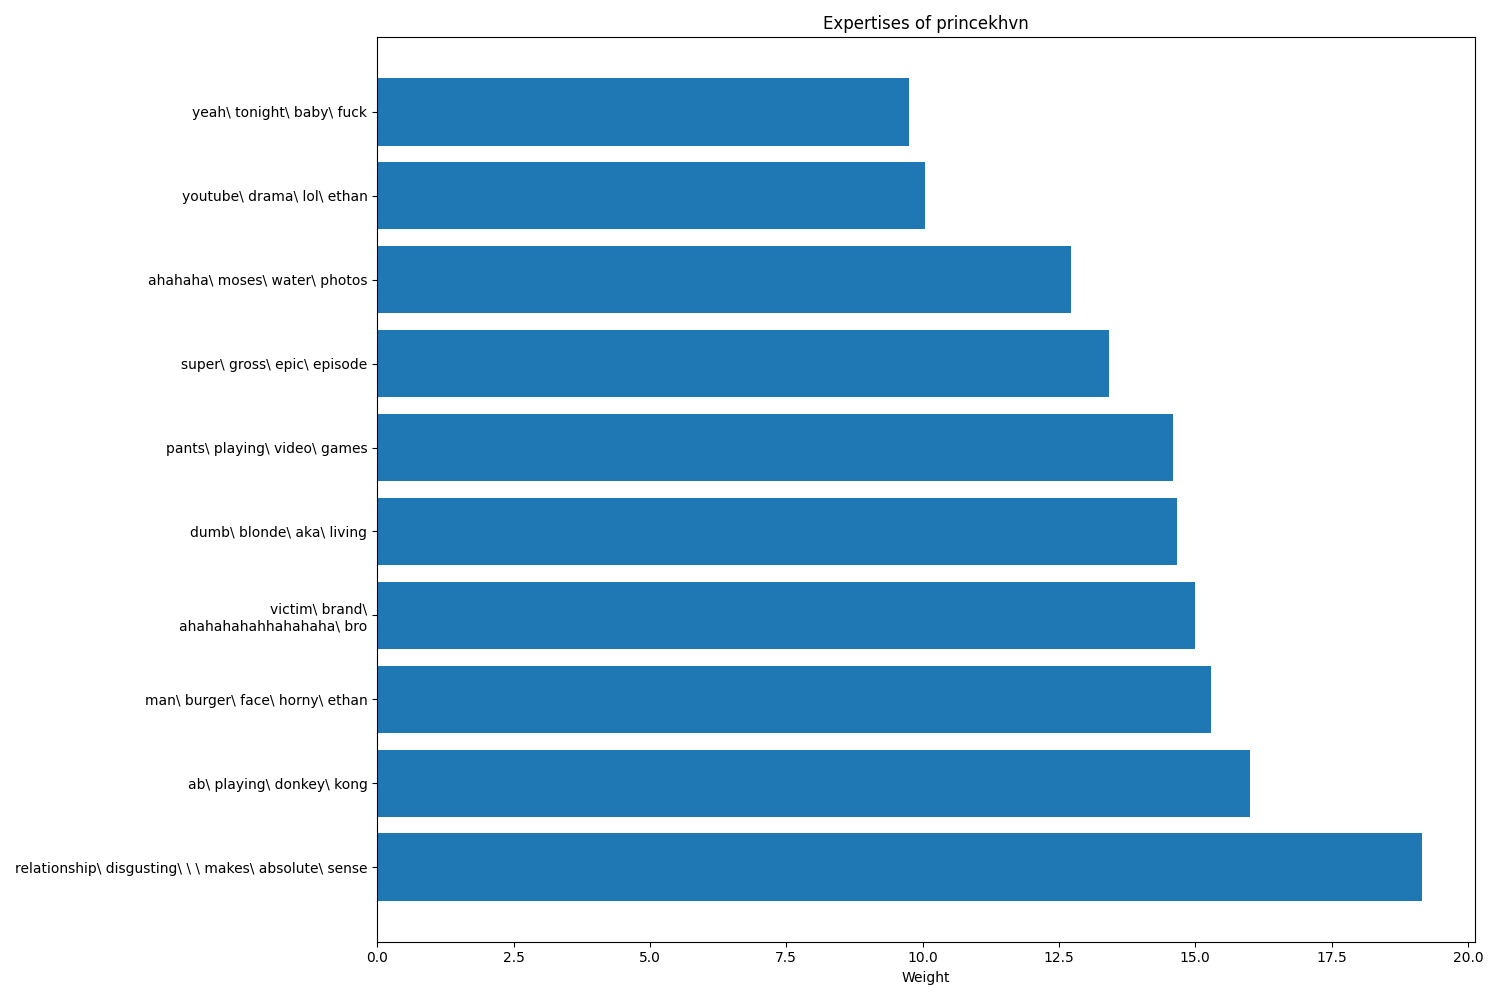 Expertises of princekhvn
yeah\ tonight\ baby\ fuck
youtube\ drama\ lol\ ethan
ahahaha\ moses\ water\ photos
super\ gross\ epic\ episode
pants\ playing\ video\ games
dumb\ blonde\ aka\ living
victim\ brand\
ahahahahahhahahaha\ bro
man\ burger\ face\ horny\ ethan
ab\ playing\ donkey\ kong
relationship\ disgusting\ \ \ makes\ absolute\ sense
0.0 2.5 5.0 7.5 10.0 12.5 15.0 17.5 20.0
Weight